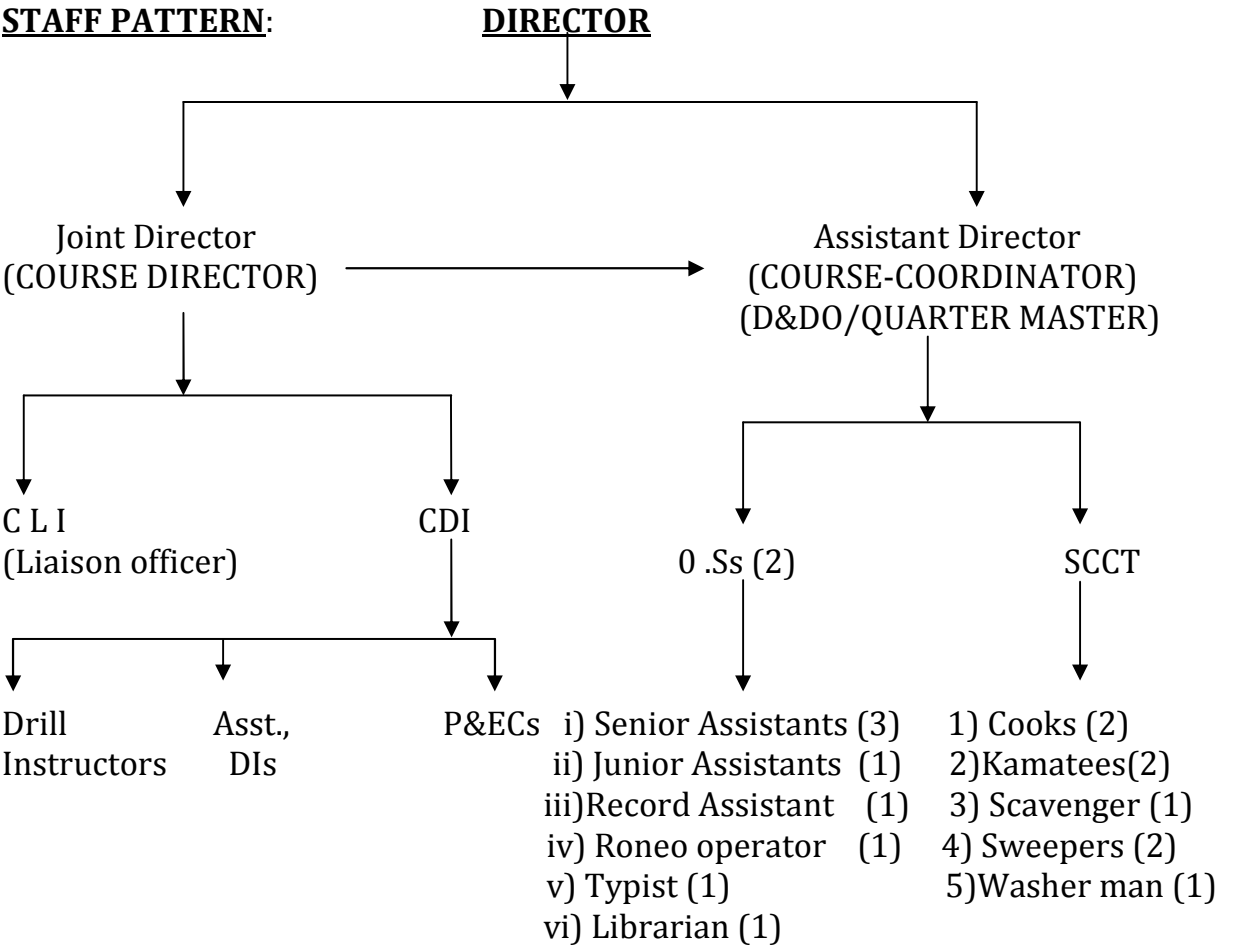 STAFF PATTERN: DIRECTOR
Joint Director Assistant Director
(COURSE DIRECTOR) (COURSE-COORDINATOR)
(D&DO/QUARTER MASTER)
C L I CDI
(Liaison officer) 0 .Ss (2) SCCT
Drill Asst., P&ECs i) Senior Assistants (3) 1) Cooks (2)
Instructors DIs ii) Junior Assistants (1) 2)Kamatees(2)
iii)Record Assistant (1) 3) Scavenger (1)
iv) Roneo operator (1) 4) Sweepers (2)
v) Typist (1) 5)Washer man (1)
vi) Librarian (1)